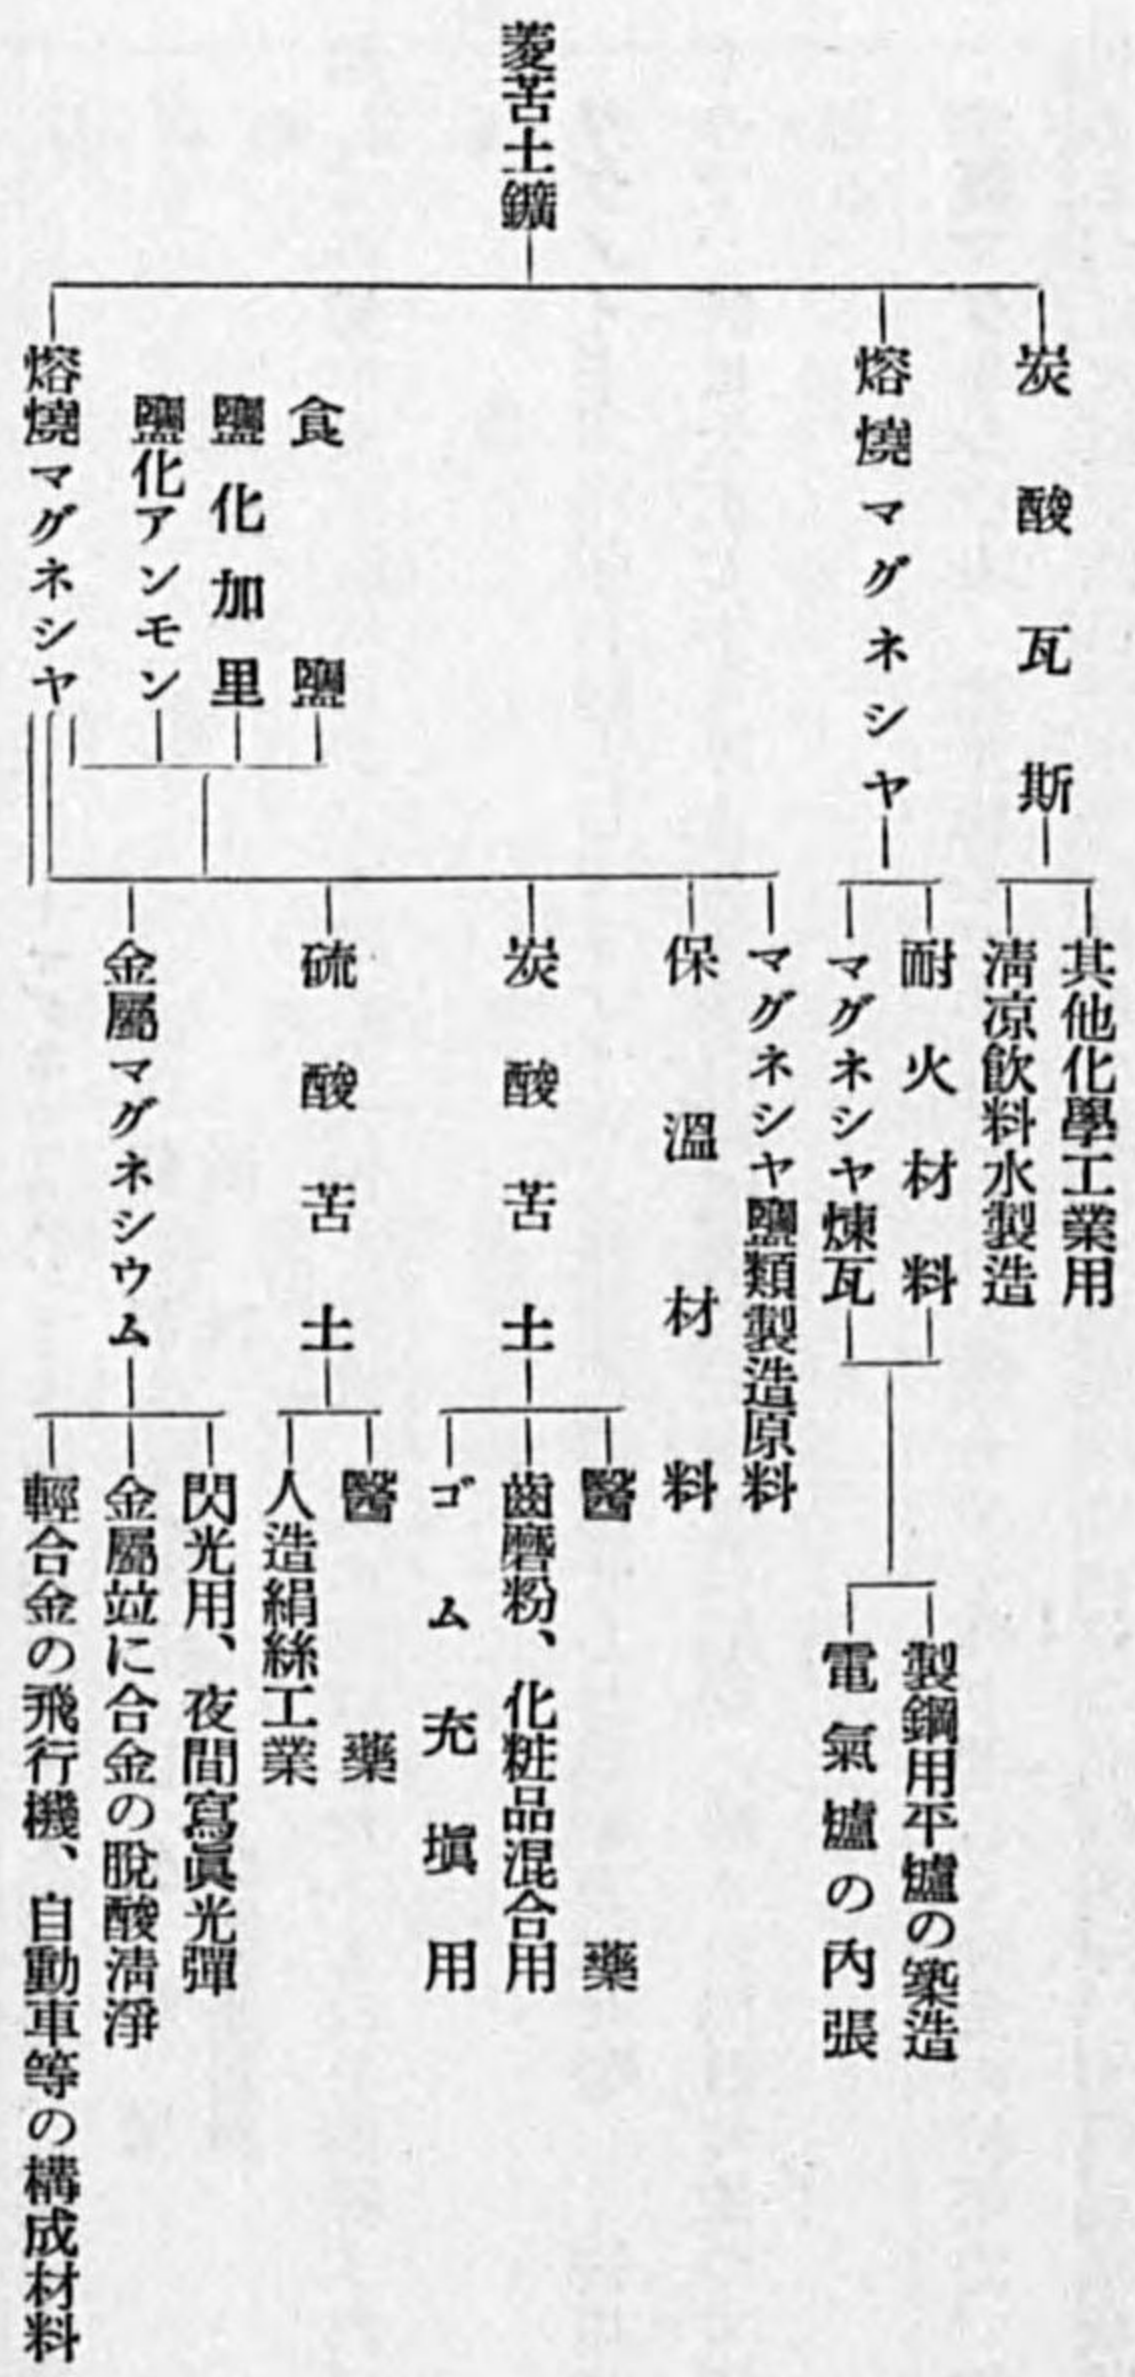 菱苦土鑛
炭酸瓦斯
其他化學工業用
淸凉飮料水製造
熔燒マグネシヤ
耐火材料
マグネシヤ煉瓦
製鋼用平爐の築造
電氣爐の內張
食鹽
鹽化加里
鹽化アンモン
熔燒マグネシヤ
マグネシヤ鹽類製造原料
保溫材料
炭酸苦土
醫藥
齒磨粉、化粧品混合用
ゴム充塡用
硫酸苦土
醫藥
人造絹絲工業
金屬マグネシウム
閃光用、夜間寫眞光彈
金屬竝に合金の脫酸淸淨
輕合金の飛行機、自動車等の構成材料